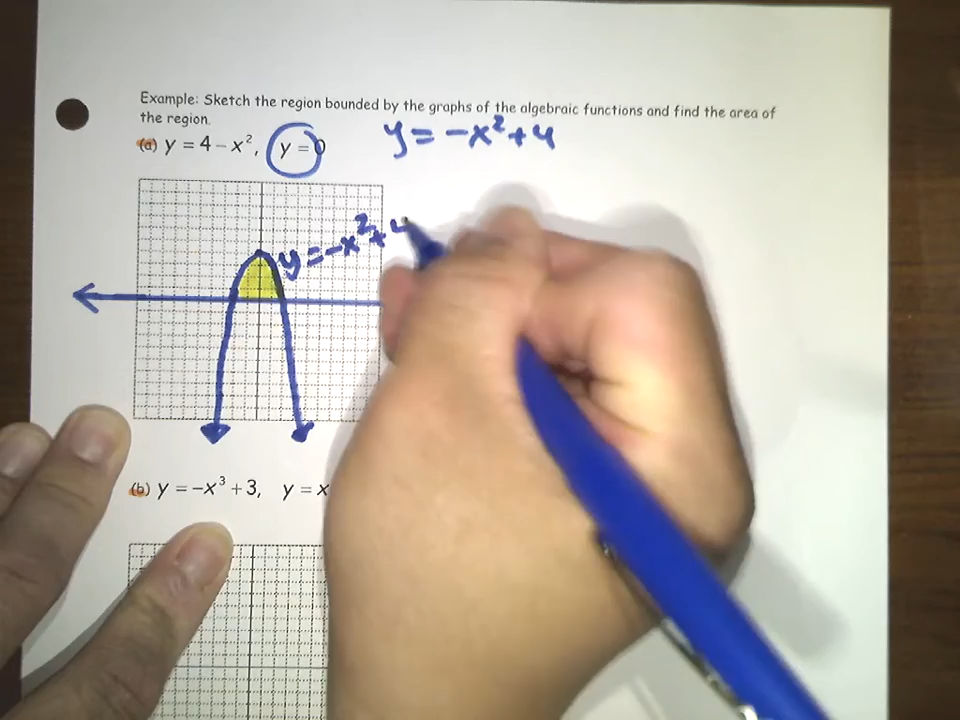 Example: Sketch the region bounded by the graphs of the algebraic functions and find the area of
the region.
(a) y = 4 – x², y = 0
y = -x² + 4
y = -x² + 4
(b) y = –x³ + 3, y = x